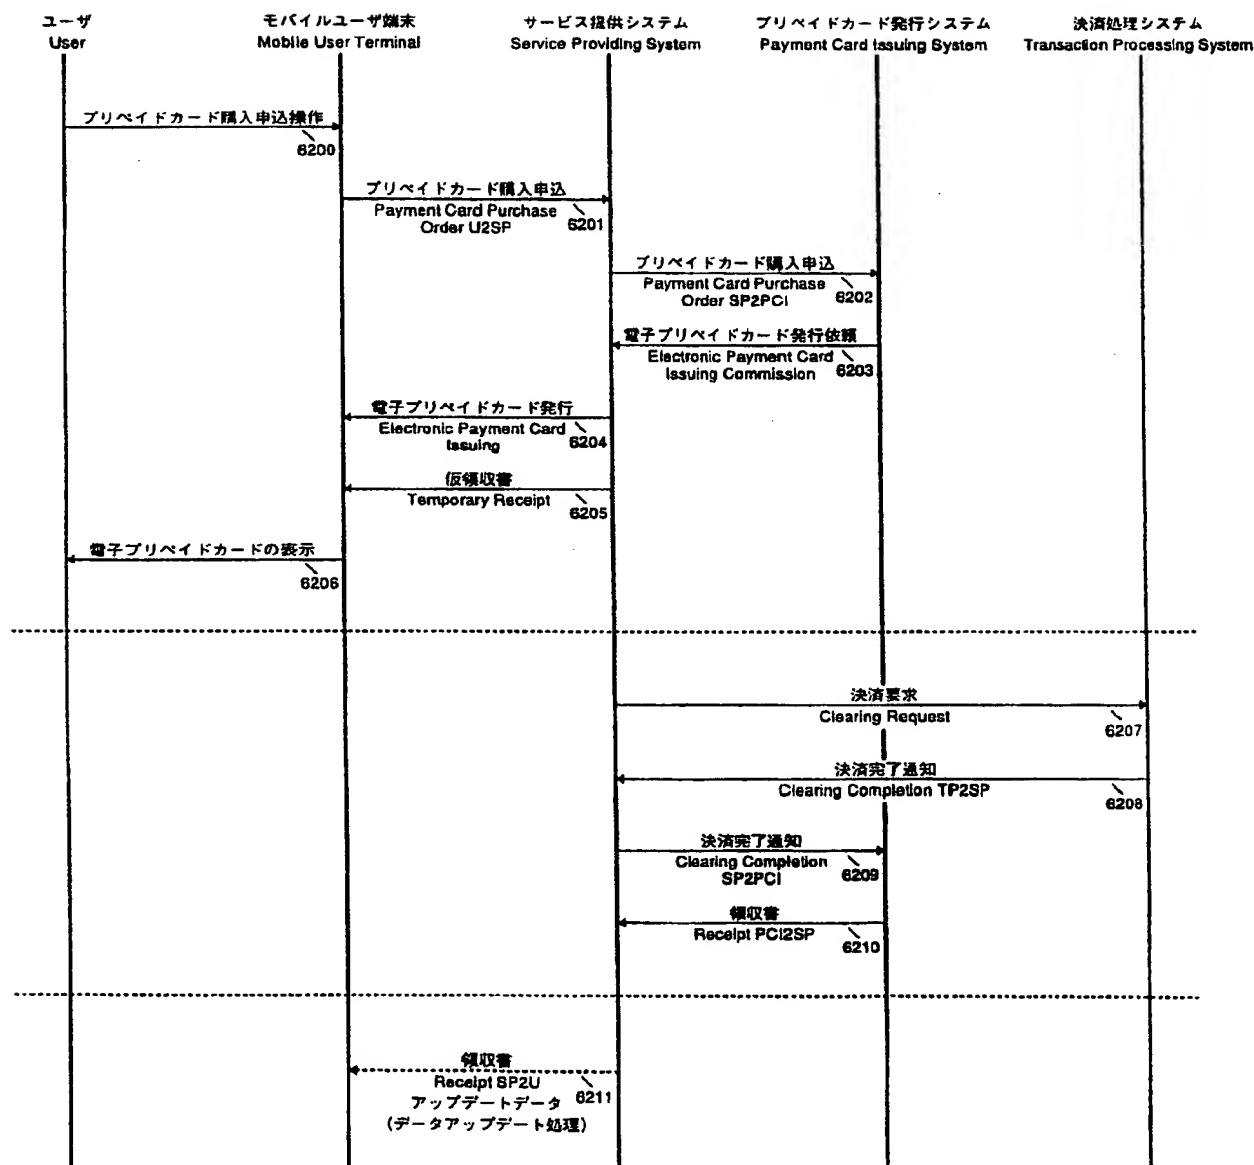 ユーザ
User
モバイルユーザ端末
Mobile User Terminal
サービス提供システム
Service Providing System
プリペイドカード発行システム
Payment Card Issuing System
決済処理システム
Transaction Processing System
プリペイドカード購入申込操作
6200
プリペイドカード購入申込
Payment Card Purchase
Order U2SP
6201
プリペイドカード購入申込
Payment Card Purchase
Order SP2PCI
6202
電子プリペイドカード発行依頼
Electronic Payment Card
Issuing Commission
6203
電子プリペイドカード発行
Electronic Payment Card
Issuing
6204
仮領収書
Temporary Receipt
6205
電子プリペイドカードの表示
6206
決済要求
Clearing Request
6207
決済完了通知
Clearing Completion TP2SP
6208
決済完了通知
Clearing Completion
SP2PCI
6209
領収書
Receipt PCI2SP
6210
領収書
Receipt SP2U
6211
アップデートデータ
(データアップデート処理)